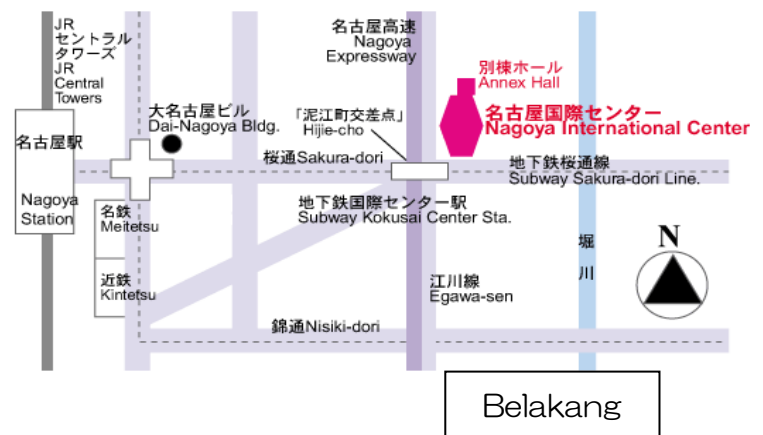 JR
セントラル
タワーズ
JR
Central
Towers
名古屋高速
Nagoya
Expressway
別棟ホール
Annex Hall
名古屋国際センター
Nagoya International Center
大名古屋ビル
Dai-Nagoya Bldg.
「泥江町交差点」
Hijie-cho
名古屋駅
桜通Sakura-dori
地下鉄桜通線
Subway Sakura-dori Line.
Nagoya
Station
名鉄
Meitetsu
地下鉄国際センター駅
Subway Kokusai Center Sta.
堀
川
N
近鉄
Kintetsu
江川線
Egawa-sen
錦通Nisiki-dori
Belakang